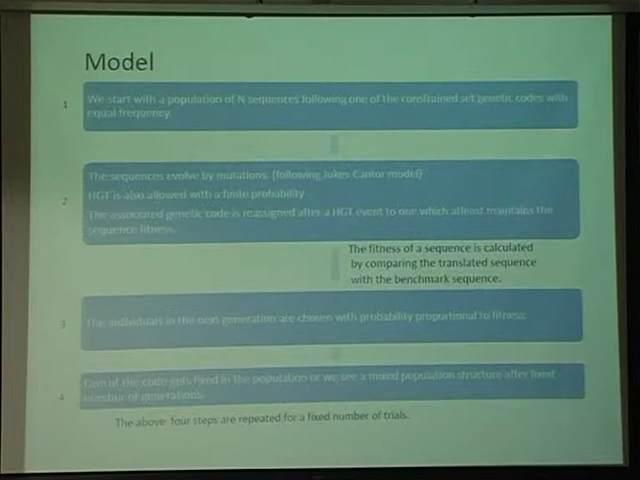 Model
1
We start with a population of N sequences following one of the constrained set genetic codes with
equal frequency.
2
The sequences evolve by mutations. (following Jukes-Cantor model)
HGT is also allowed with a finite probability
The associated genetic code is reassigned after a HGT event to one which atleast maintains the
sequence fitness.
The fitness of a sequence is calculated
by comparing the translated sequence
with the benchmark sequence.
3
The individuals in the next generation are chosen with probability proportional to fitness.
4
One of the code gets fixed in the population or we see a mixed population structure after fixed
number of generations.
The above four steps are repeated for a fixed number of trials.